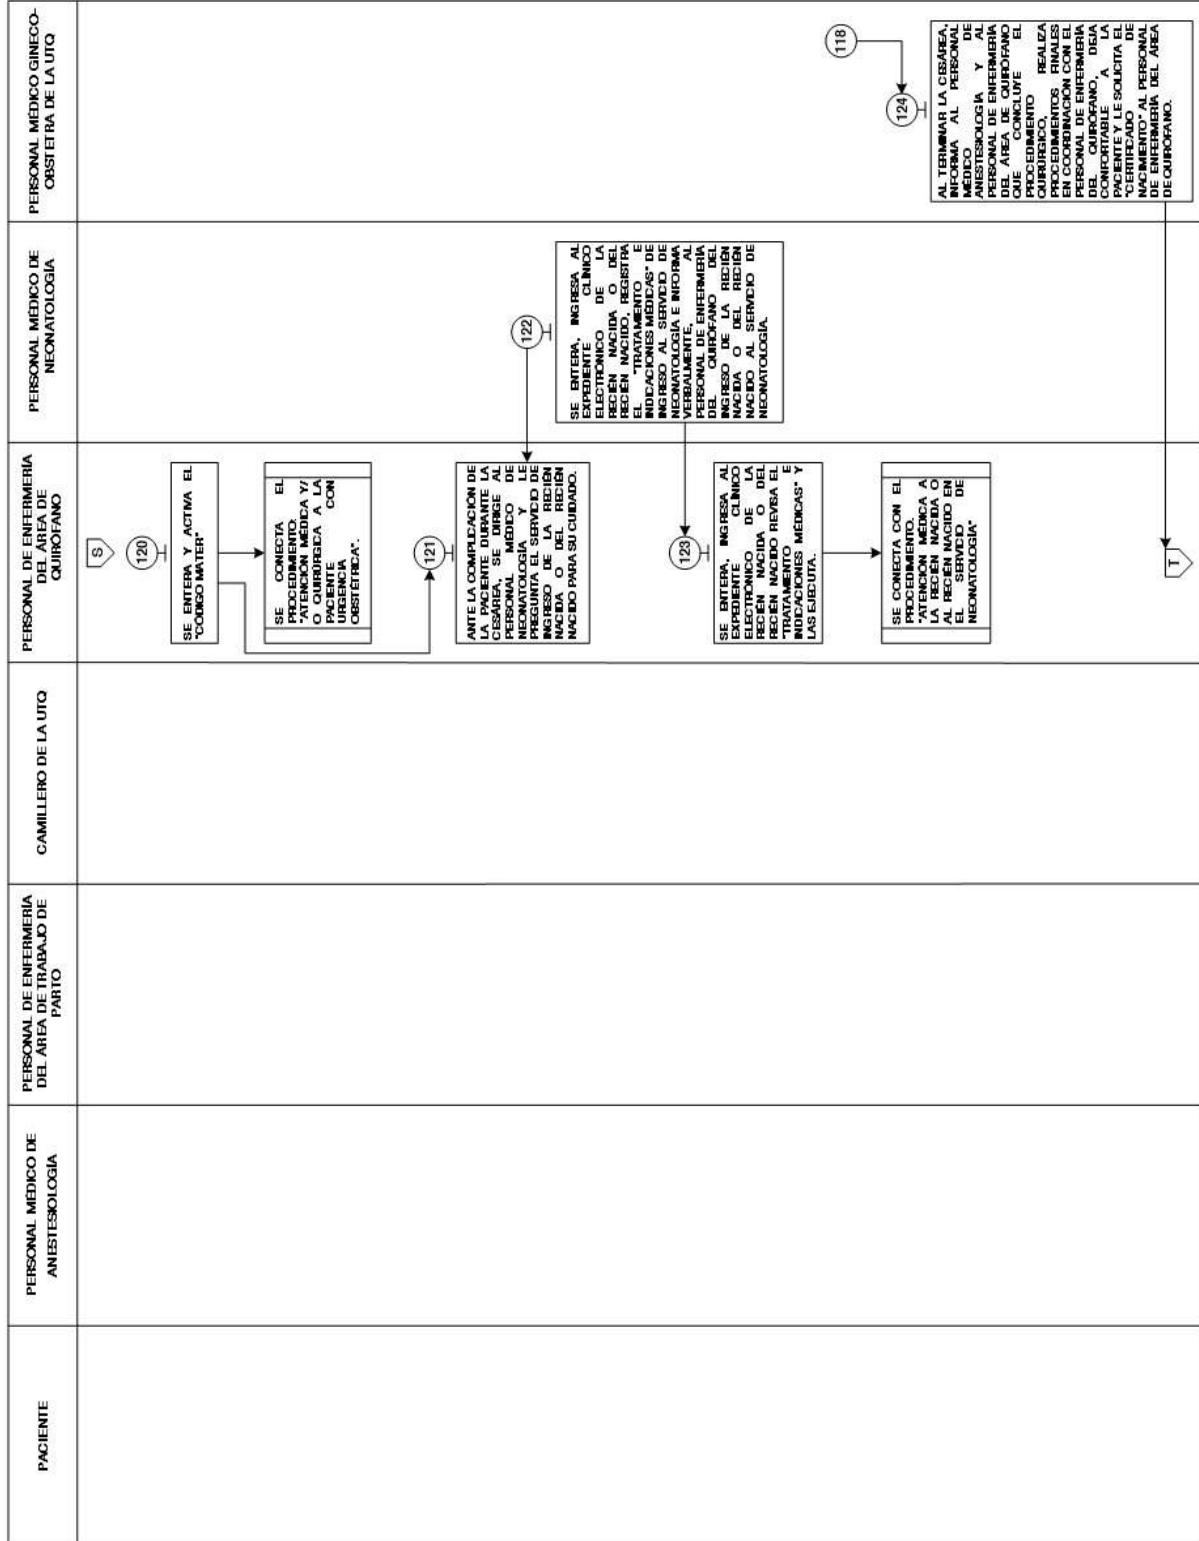 PACIENTE
PERSONAL MÉDICO DE
ANESTESIOLOGÍA
PERSONAL DE ENFERMERÍA
DEL ÁREA DE TRABAJO DE
PARTO
CAMILLERO DE LA UTQ
PERSONAL DE ENFERMERÍA
DEL ÁREA DE
QUIRÓFANO
PERSONAL MÉDICO DE
NEONATOLOGÍA
PERSONAL MÉDICO GINECO-
OBSTETRA DE LA UTQ
S
120
SE ENTERA Y ACTIVA EL
"CÓDIGO MATER"
SE CONECTA EL
PROCEDIMIENTO:
"ATENCIÓN MÉDICA Y/
O QUIRÚRGICA A LA
PACIENTE CON
URGENCIA
OBSTÉTRICA".
121
ANTE LA COMPLICACIÓN DE
LA PACIENTE DURANTE LA
CESÁREA, SE DIRIGE AL
PERSONAL MÉDICO DE
NEONATOLOGÍA Y LE
PREGUNTA EL SERVICIO DE
INGRESO DE LA RECIÉN
NACIDA O DEL RECIÉN
NACIDO PARA SU CUIDADO.
122
SE ENTERA, INGRESA AL
EXPEDIENTE CLÍNICO
ELECTRÓNICO DE LA
RECIÉN NACIDA O DEL
RECIÉN NACIDO, REGISTRA
EL "TRATAMIENTO E
INDICACIONES MÉDICAS" DE
INGRESO AL SERVICIO DE
NEONATOLOGÍA E INFORMA
VERBALMENTE, AL
PERSONAL DE ENFERMERÍA
DEL QUIRÓFANO DEL
INGRESO DE LA RECIÉN
NACIDA O DEL RECIÉN
NACIDO AL SERVICIO DE
NEONATOLOGÍA.
123
SE ENTERA, INGRESA AL
EXPEDIENTE CLÍNICO
ELECTRÓNICO DE LA
RECIÉN NACIDA O DEL
RECIÉN NACIDO REVISA EL
"TRATAMIENTO E
INDICACIONES MÉDICAS" Y
LAS EJECUTA.
SE CONECTA CON EL
PROCEDIMIENTO.
"ATENCIÓN MÉDICA A
LA RECIÉN NACIDA O
AL RECIÉN NACIDO EN
EL SERVICIO DE
NEONATOLOGÍA"
118
124
AL TERMINAR LA CESÁREA,
INFORMA AL PERSONAL
MÉDICO DE
ANESTESIOLOGÍA Y AL
PERSONAL DE ENFERMERÍA
DEL ÁREA DE QUIRÓFANO
QUE CONCLUYE EL
PROCEDIMIENTO
QUIRÚRGICO, REALIZA
PROCEDIMIENTOS FINALES
EN COORDINACIÓN CON EL
PERSONAL DE ENFERMERÍA
DEL QUIRÓFANO, DEJA
CONFORTABLE A LA
PACIENTE Y LE SOLICITA EL
"CERTIFICADO DE
NACIMIENTO" AL PERSONAL
DE ENFERMERÍA DEL ÁREA
DE QUIRÓFANO.
T